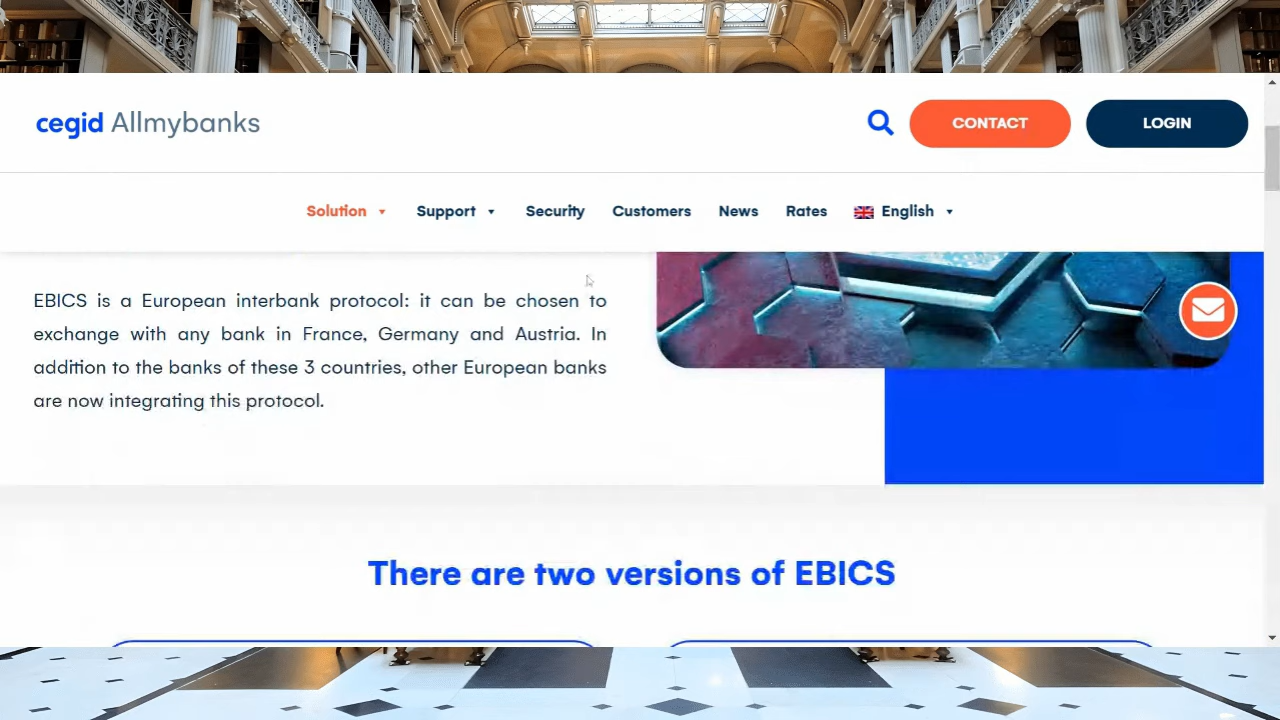 cegid Allmybanks
CONTACT
LOGIN
Solution
Support
Security
Customers
News
Rates
English
EBICS is a European interbank protocol: it can be chosen to
exchange with any bank in France, Germany and Austria. In
addition to the banks of these 3 countries, other European banks
are now integrating this protocol.
There are two versions of EBICS